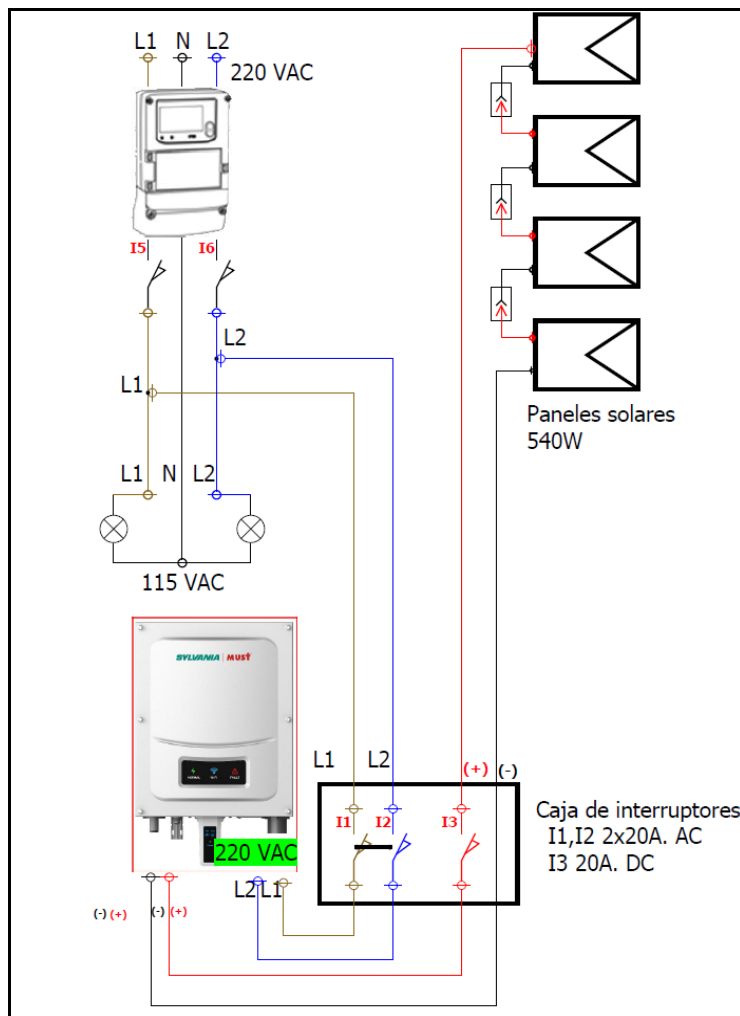 L1 N L2
220 VAC
I5 I6
L2
L1
L1 N L2
115 VAC
Paneles solares
540W
SYLVANIA | MUST
220 VAC
L2 L1
(-) (+) (-) (+)
L1 L2 (+) (-)
I1 I2 I3
Caja de interruptores
I1,I2 2x20A. AC
I3 20A. DC